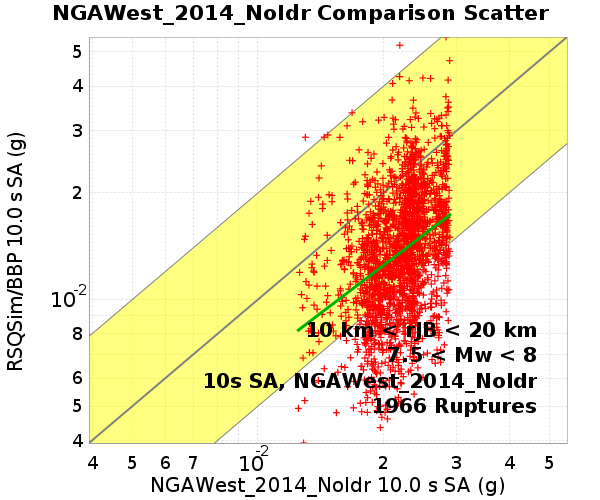 NGAWest_2014_NoIdr Comparison Scatter
RSQSim/BBP 10.0 s SA (g)
5
4
3
2
10-2
8
6
5
4
10 km < rJB < 20 km
7.5 < Mw < 8
10s SA, NGAWest_2014_NoIdr
1966 Ruptures
4 5 6 7 10-2 2 3 4 5
NGAWest_2014_NoIdr 10.0 s SA (g)